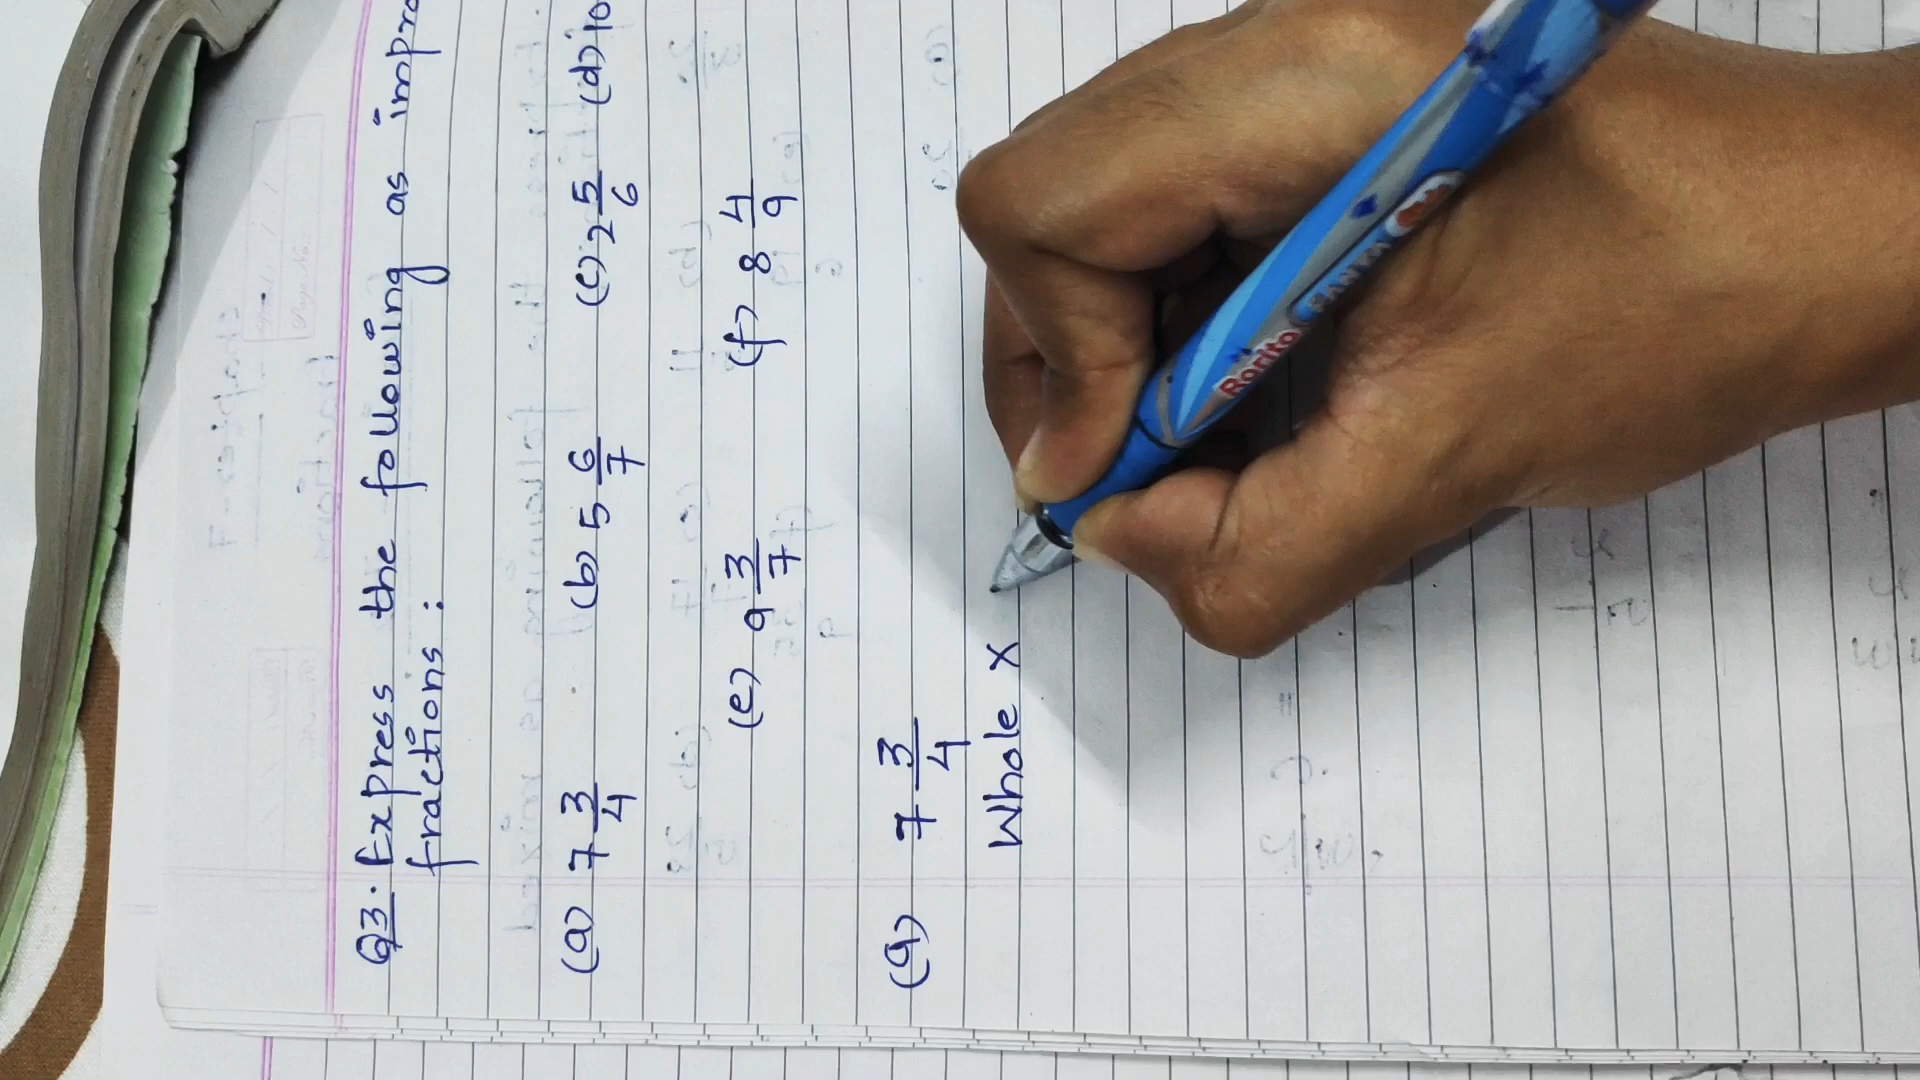 Q3. Express the following as
fractions :
(a) 7 3/4 (b) 5 6/7 (c) 2 5/6 (d) 10
(e) 9 3/7 (f) 8 4/9
(a) 7 3/4
Whole ×
Rorito